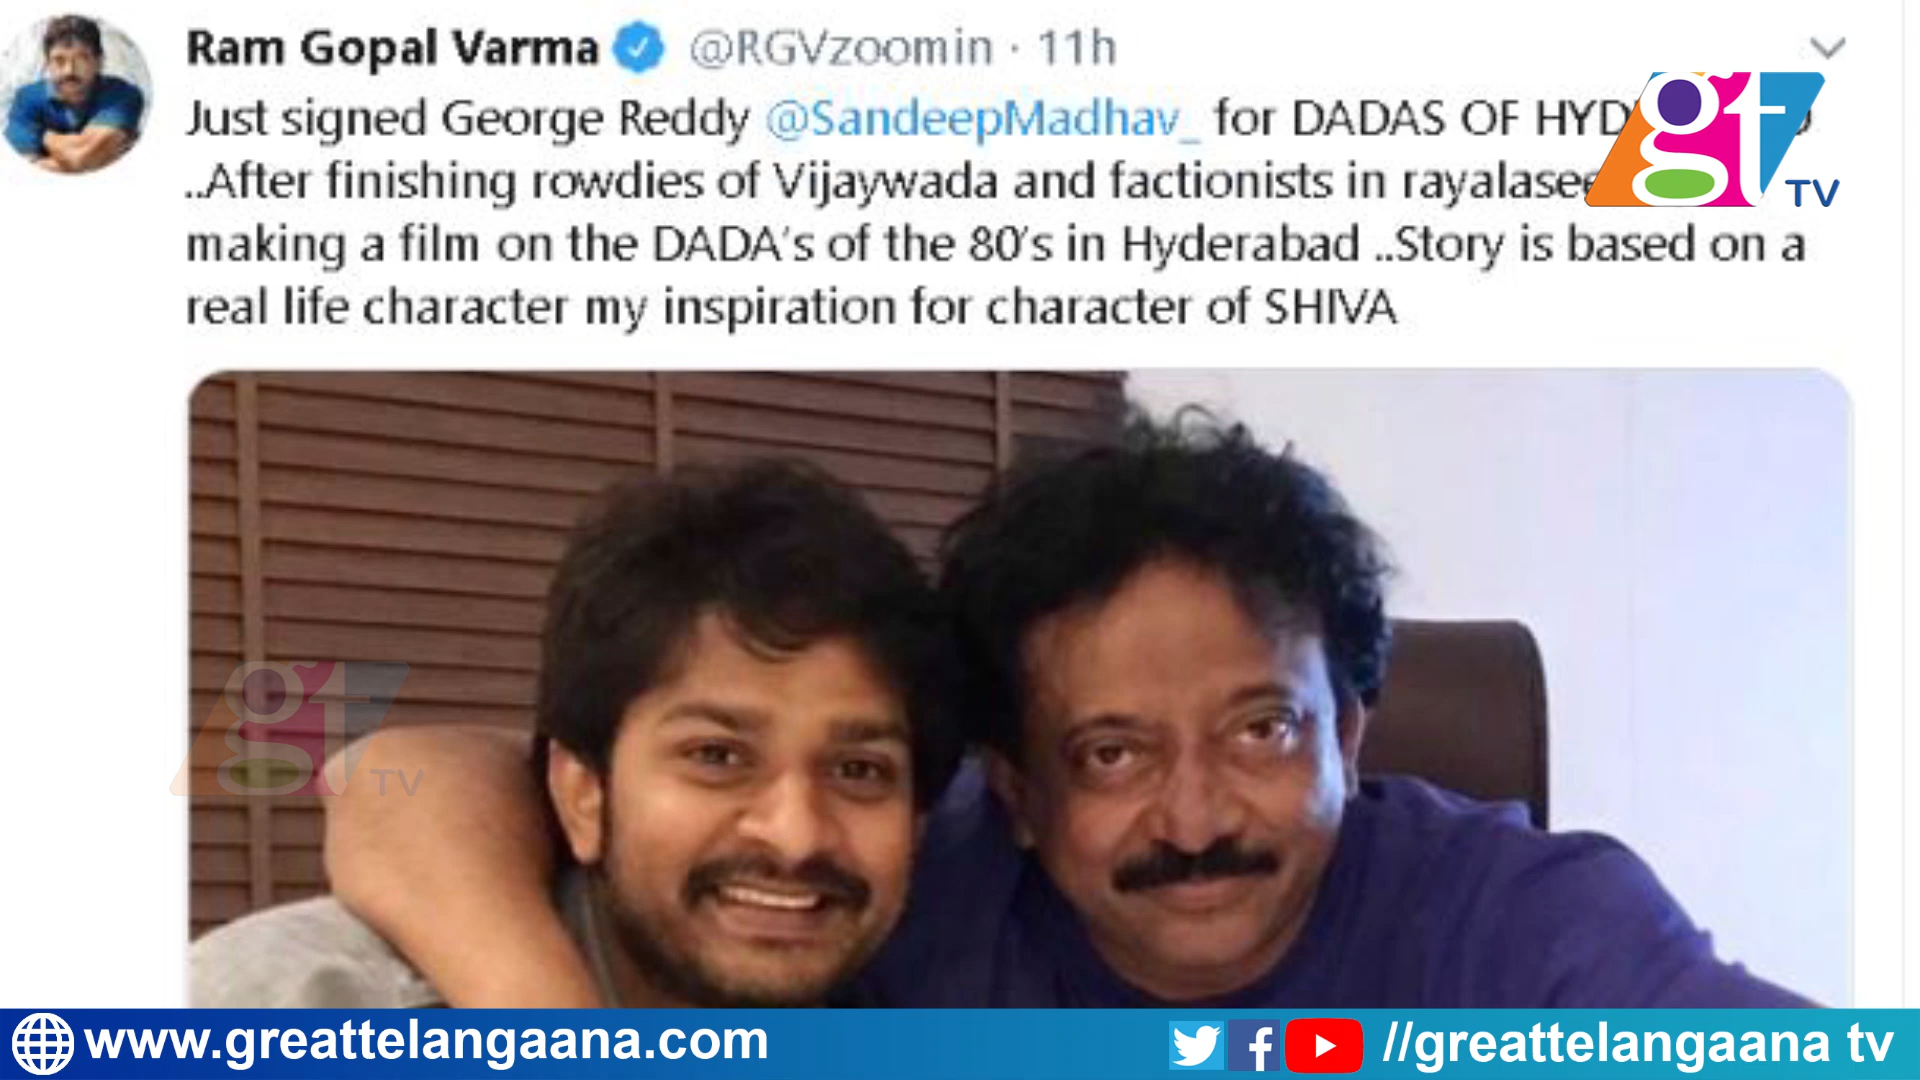 Ram Gopal Varma @RGVzoomin · 11h
Just signed George Reddy @SandeepMadhav_ for DADAS OF
..After finishing rowdies of Vijaywada and factionists in
making a film on the DADA's of the 80's in Hyderabad ..Story is based on a
real life character my inspiration for character of SHIVA
gt TV
gt TV
www.greattelangaana.com
//greattelangaana tv